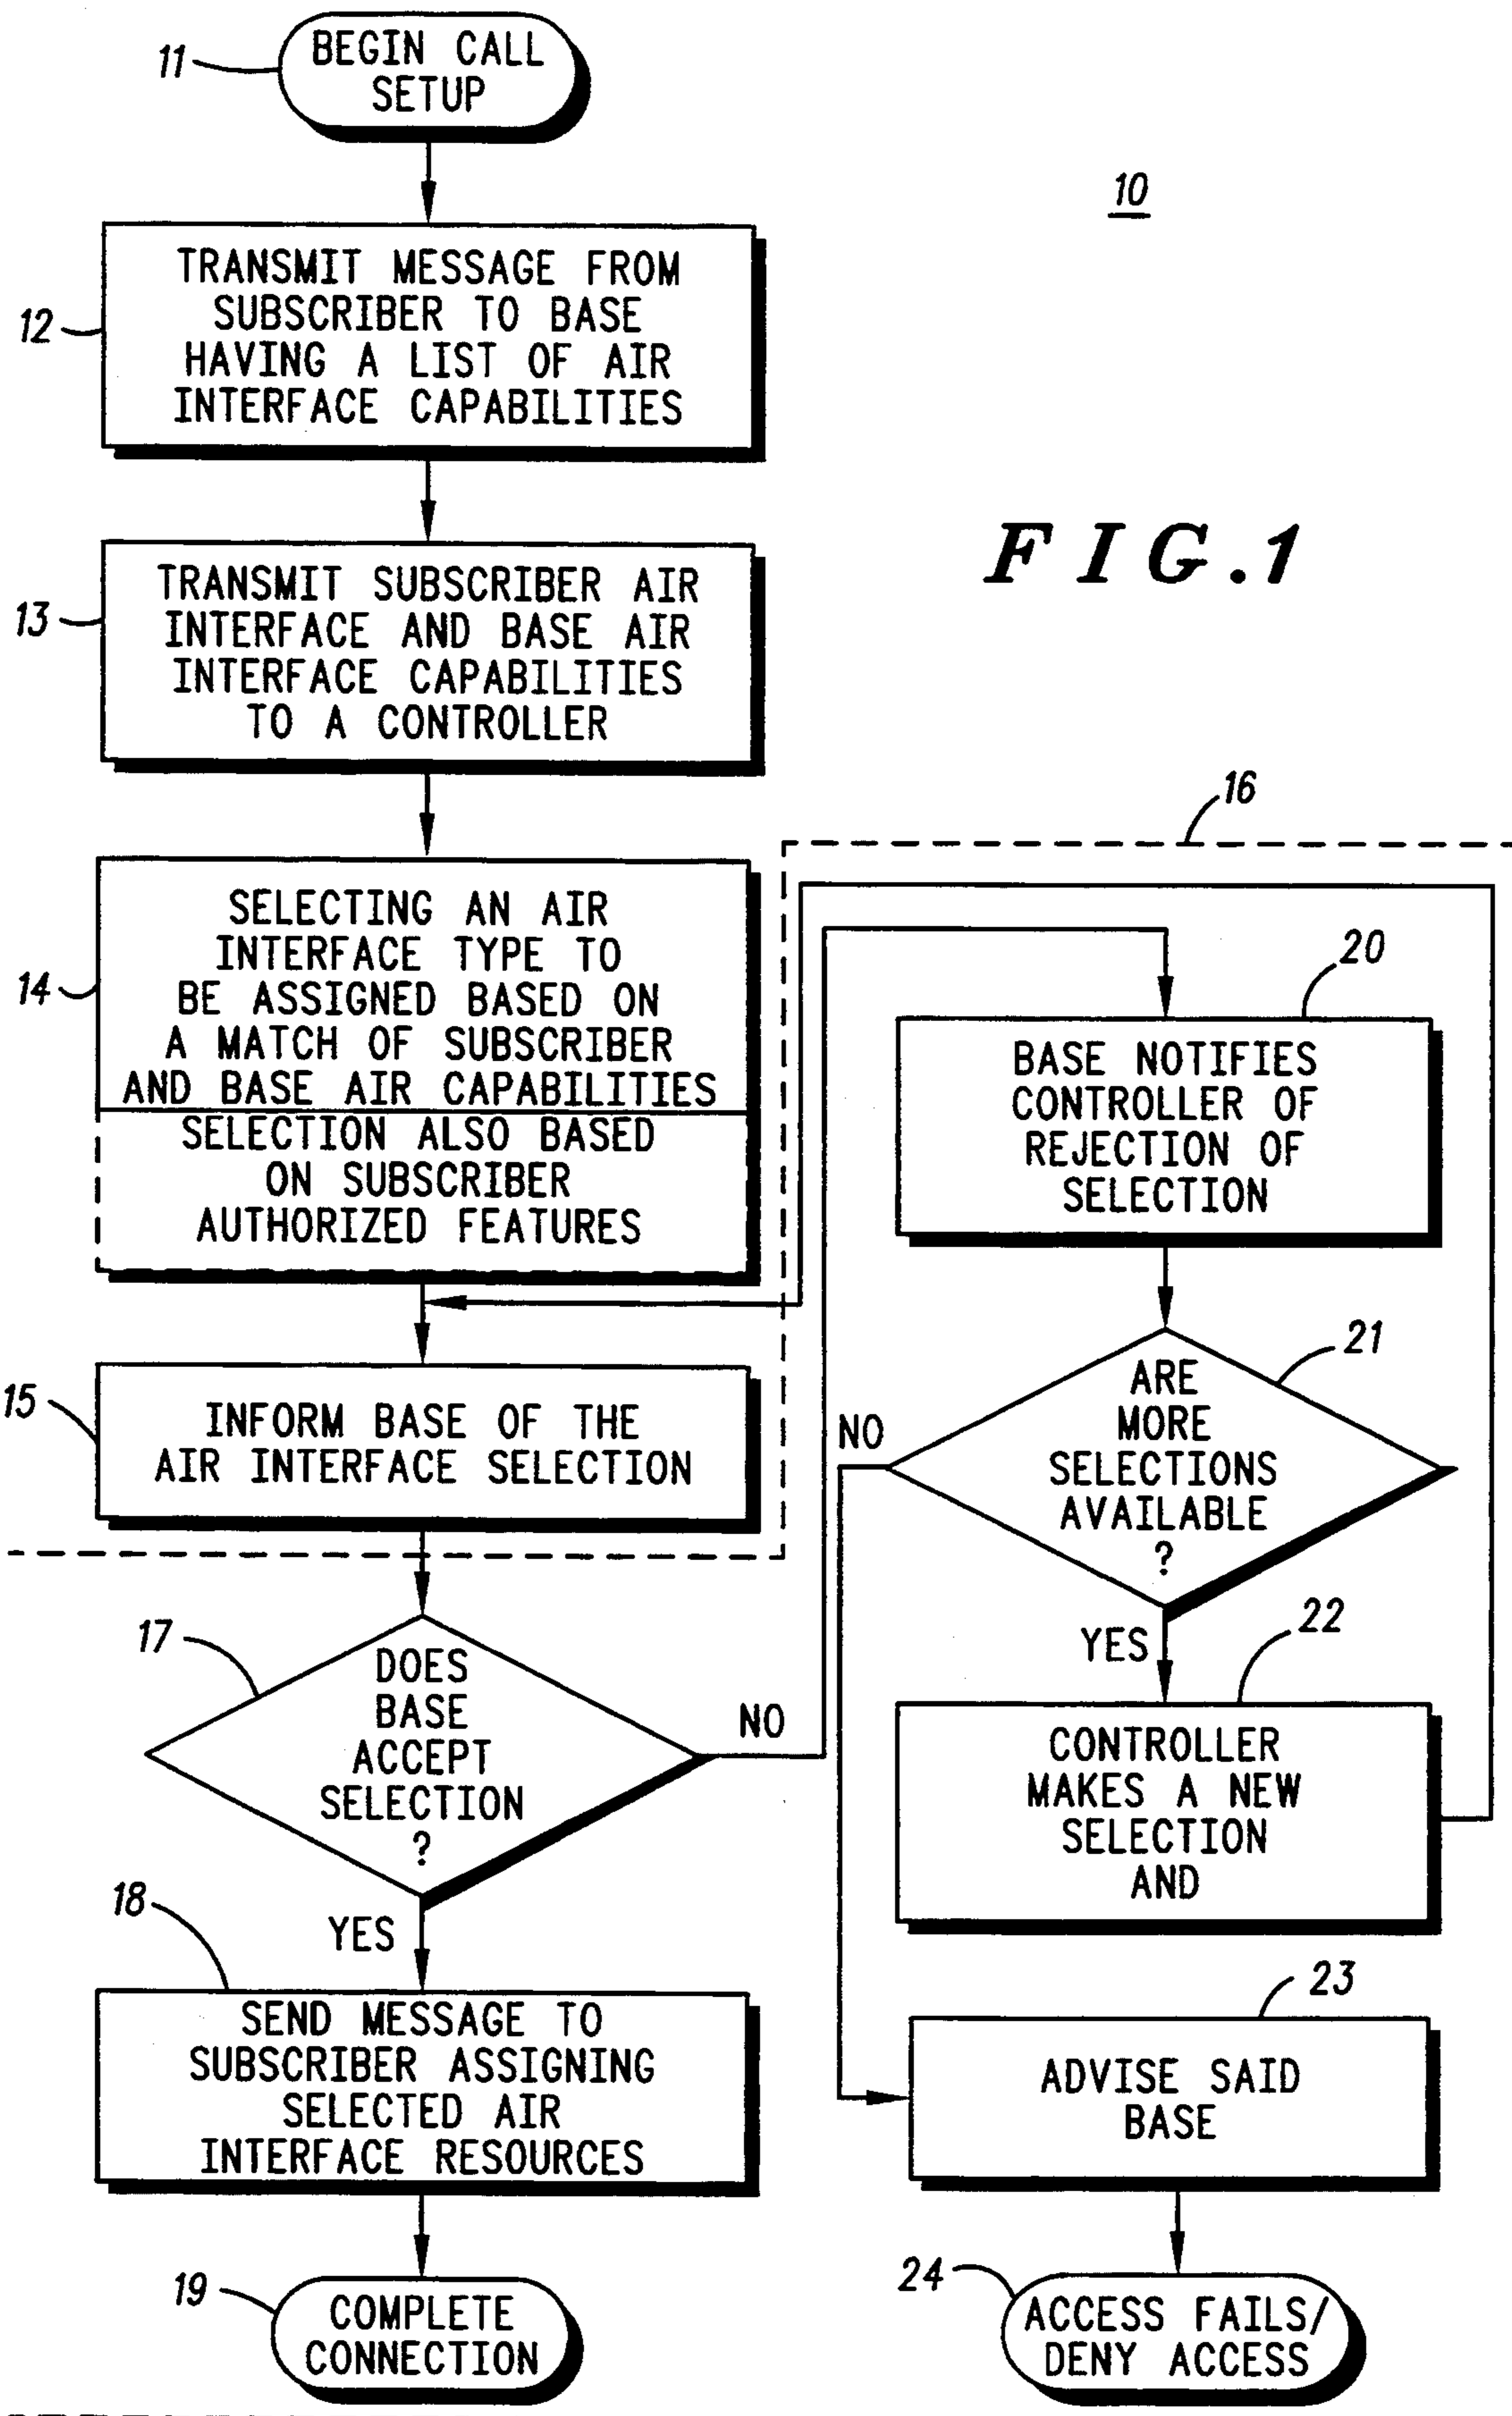 11
BEGIN CALL
SETUP
10
12
TRANSMIT MESSAGE FROM
SUBSCRIBER TO BASE
HAVING A LIST OF AIR
INTERFACE CAPABILITIES
FIG.1
13
TRANSMIT SUBSCRIBER AIR
INTERFACE AND BASE AIR
INTERFACE CAPABILITIES
TO A CONTROLLER
16
14
SELECTING AN AIR
INTERFACE TYPE TO
BE ASSIGNED BASED ON
A MATCH OF SUBSCRIBER
AND BASE AIR CAPABILITIES
SELECTION ALSO BASED
ON SUBSCRIBER
AUTHORIZED FEATURES
15
INFORM BASE OF THE
AIR INTERFACE SELECTION
17
DOES
BASE
ACCEPT
SELECTION
?
NO
YES
18
SEND MESSAGE TO
SUBSCRIBER ASSIGNING
SELECTED AIR
INTERFACE RESOURCES
19
COMPLETE
CONNECTION
20
BASE NOTIFIES
CONTROLLER OF
REJECTION OF
SELECTION
21
ARE
MORE
SELECTIONS
AVAILABLE
?
NO
YES
22
CONTROLLER
MAKES A NEW
SELECTION
AND
23
ADVISE SAID
BASE
24
ACCESS FAILS/
DENY ACCESS